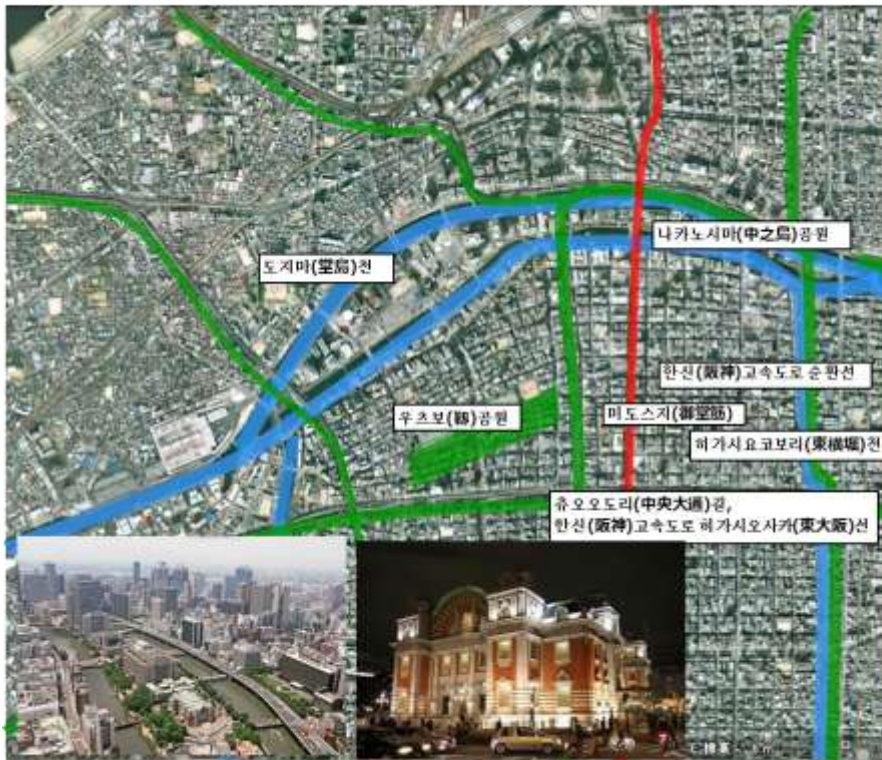 나카노시마(中之島)공원
도지마(堂島)천
한신(阪神)고속도로 순환선
우츠보(靱)공원
미도스지(御堂筋)
히가시요코보리(東横堀)천
츄오오도리(中央大通)길,
한신(阪神)고속도로 히가시오사카(東大阪)선